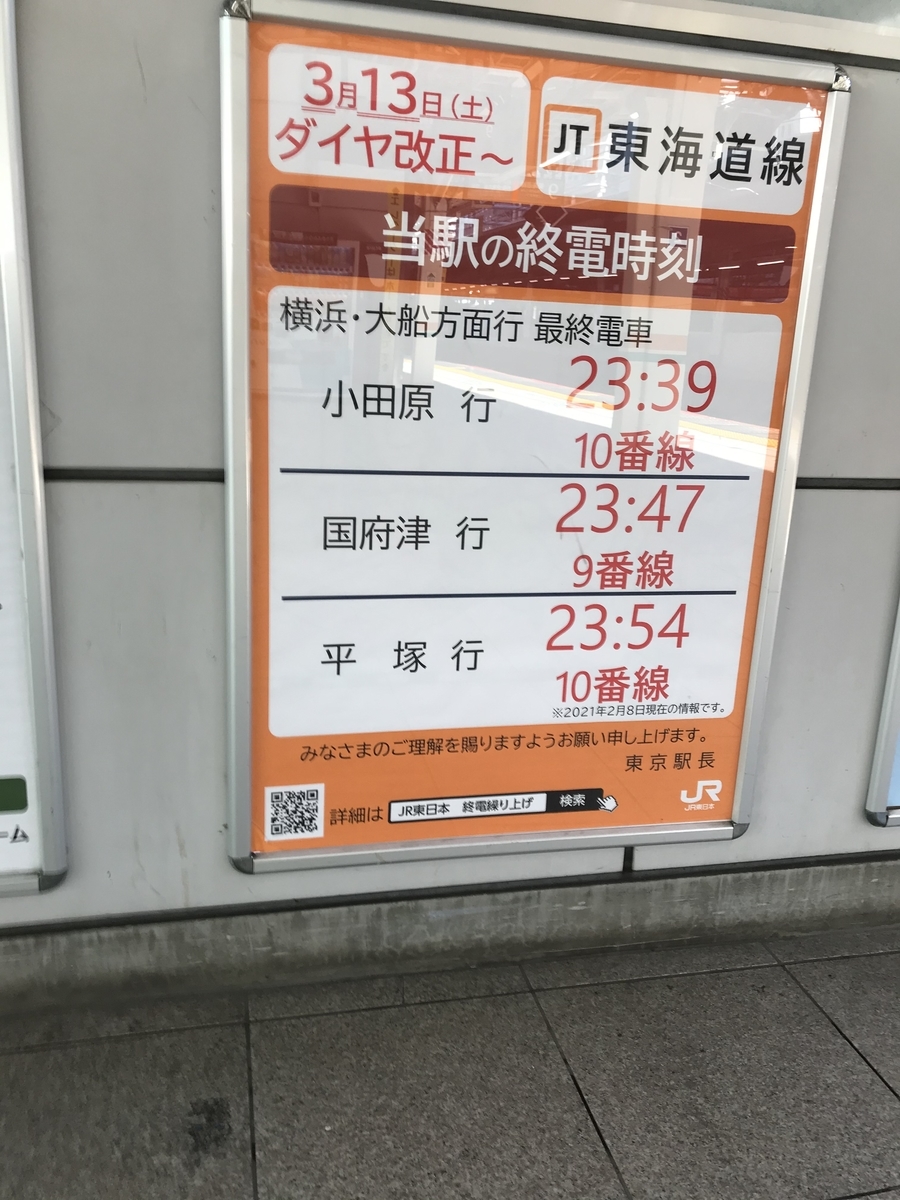 3月13日(土)
ダイヤ改正～
JT 東海道線
当駅の終電時刻
横浜・大船方面行 最終電車
小田原 行 23:39
10番線
国府津 行 23:47
9番線
平 塚 行 23:54
10番線
※2021年2月8日現在の情報です。
みなさまのご理解を賜りますようお願い申し上げます。
東京駅長
詳細は JR東日本 終電繰り上げ 検索
JR
JR東日本
ーム